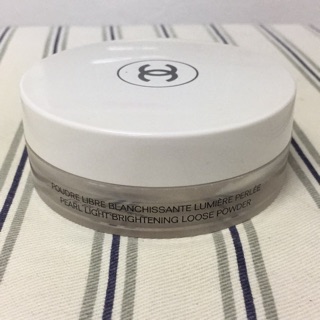 POUDRE LIBRE BLANCHISSANTE LUMIÈRE PERLÉE
PEARL LIGHT BRIGHTENING LOOSE POWDER